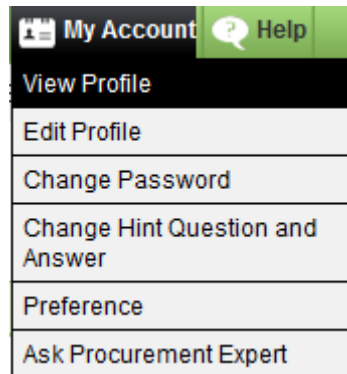 My Account Help
View Profile
Edit Profile
Change Password
Change Hint Question and
Answer
Preference
Ask Procurement Expert